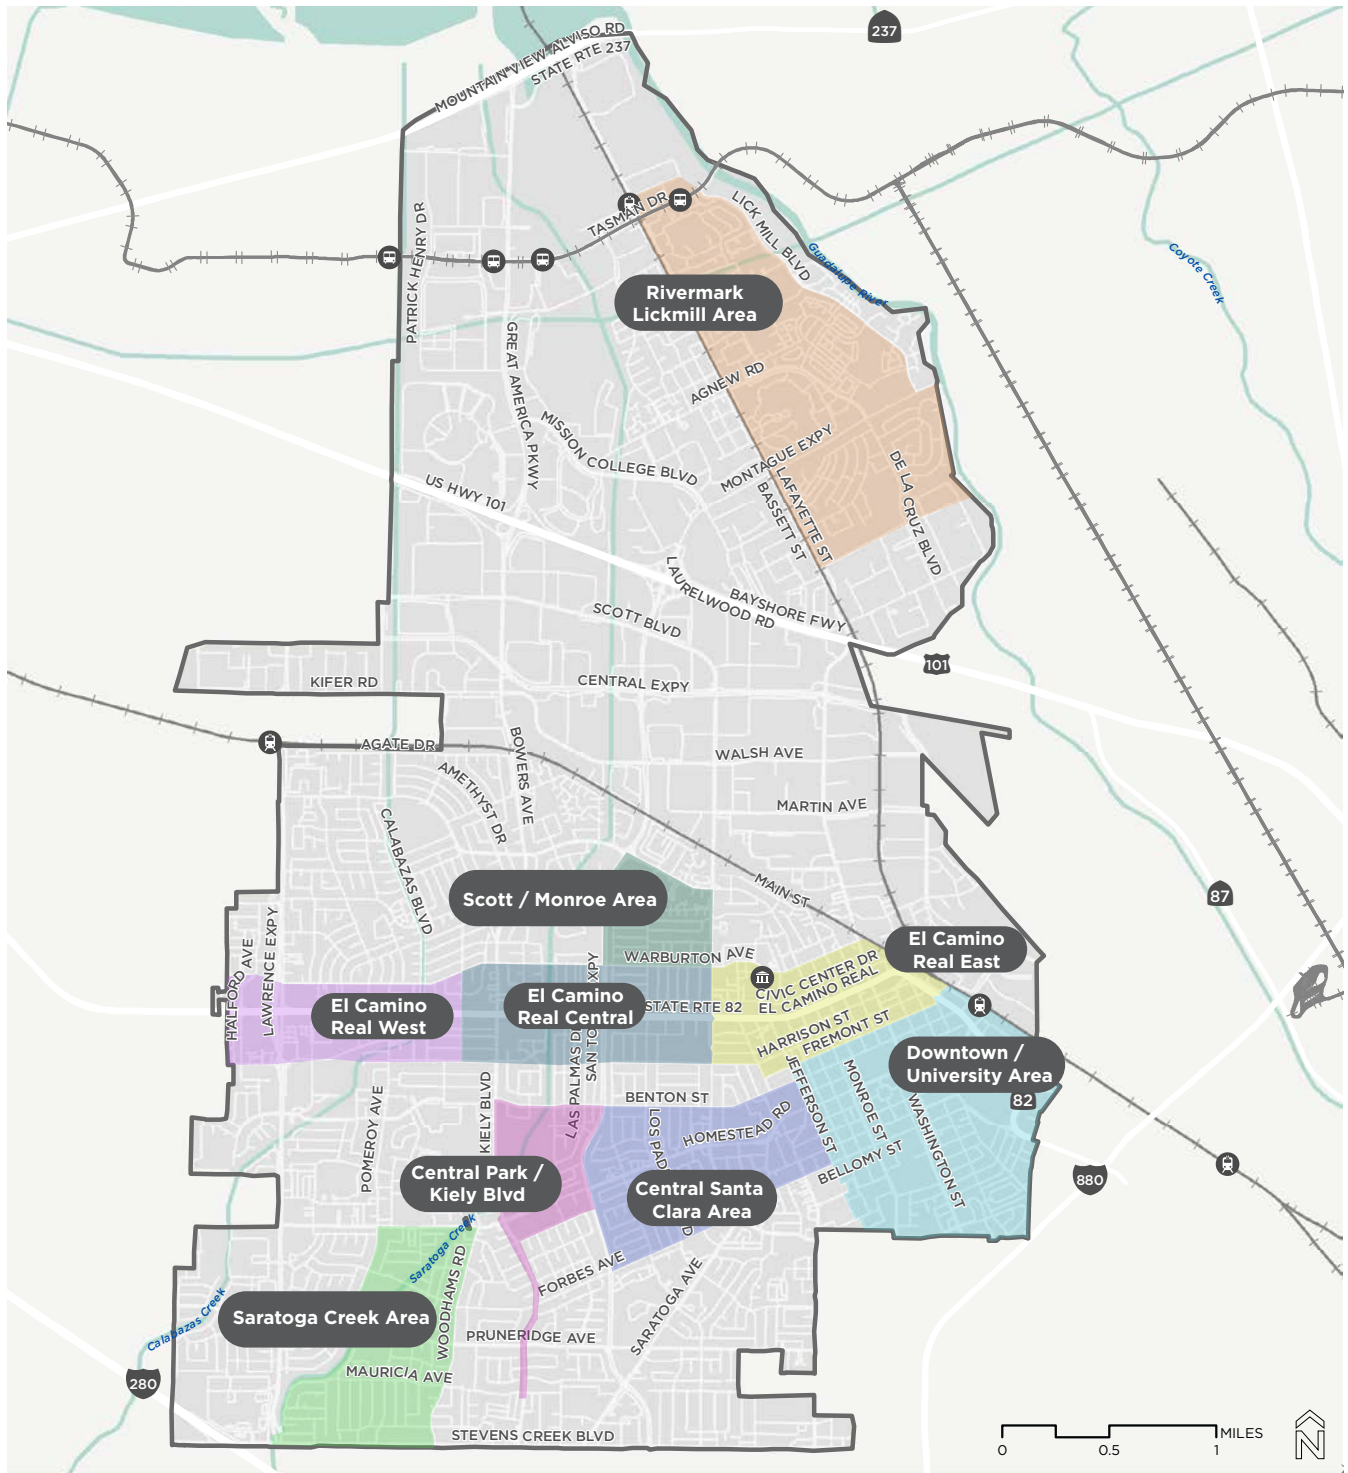 237
MOUNTAIN VIEW ALVISO RD
STATE RTE 237
TASMAN DR
LICK MILL BLVD
PATRICK HENRY DR
Guadalupe River
Coyote Creek
Rivermark
Lickmill Area
GREAT AMERICA PKWY
AGNEW RD
MISSION COLLEGE BLVD
MONTAGUE EXPY
LAFAYETTE ST
BASSETT ST
DE LA CRUZ BLVD
US HWY 101
LAURELWOOD RD
BAYSHORE FWY
SCOTT BLVD
101
KIFER RD
CENTRAL EXPY
AGATE DR
BOWERS AVE
WALSH AVE
AMETHYST DR
MARTIN AVE
CALABAZAS BLVD
MAIN ST
87
Scott / Monroe Area
WARBURTON AVE
El Camino
Real East
HALFORD AVE
LAWRENCE EXPY
CIVIC CENTER DR
EL CAMINO REAL
El Camino
Real West
El Camino
Real Central
STATE RTE 82
HARRISON ST
FREMONT ST
Downtown /
University Area
82
JEFFERSON ST
MONROE ST
WASHINGTON ST
POMEROY AVE
KIELY BLVD
LAS PALMAS D
SAN TO
XPY
BENTON ST
HOMESTEAD RD
BELLOMY ST
LOS PAD
D
880
Central Park /
Kiely Blvd
Central Santa
Clara Area
Saratoga Creek
WOODHAMS RD
FORBES AVE
SARATOGA AVE
Calabazas Creek
Saratoga Creek Area
PRUNERIDGE AVE
MAURICIA AVE
280
STEVENS CREEK BLVD
MILES
0 0.5 1
N